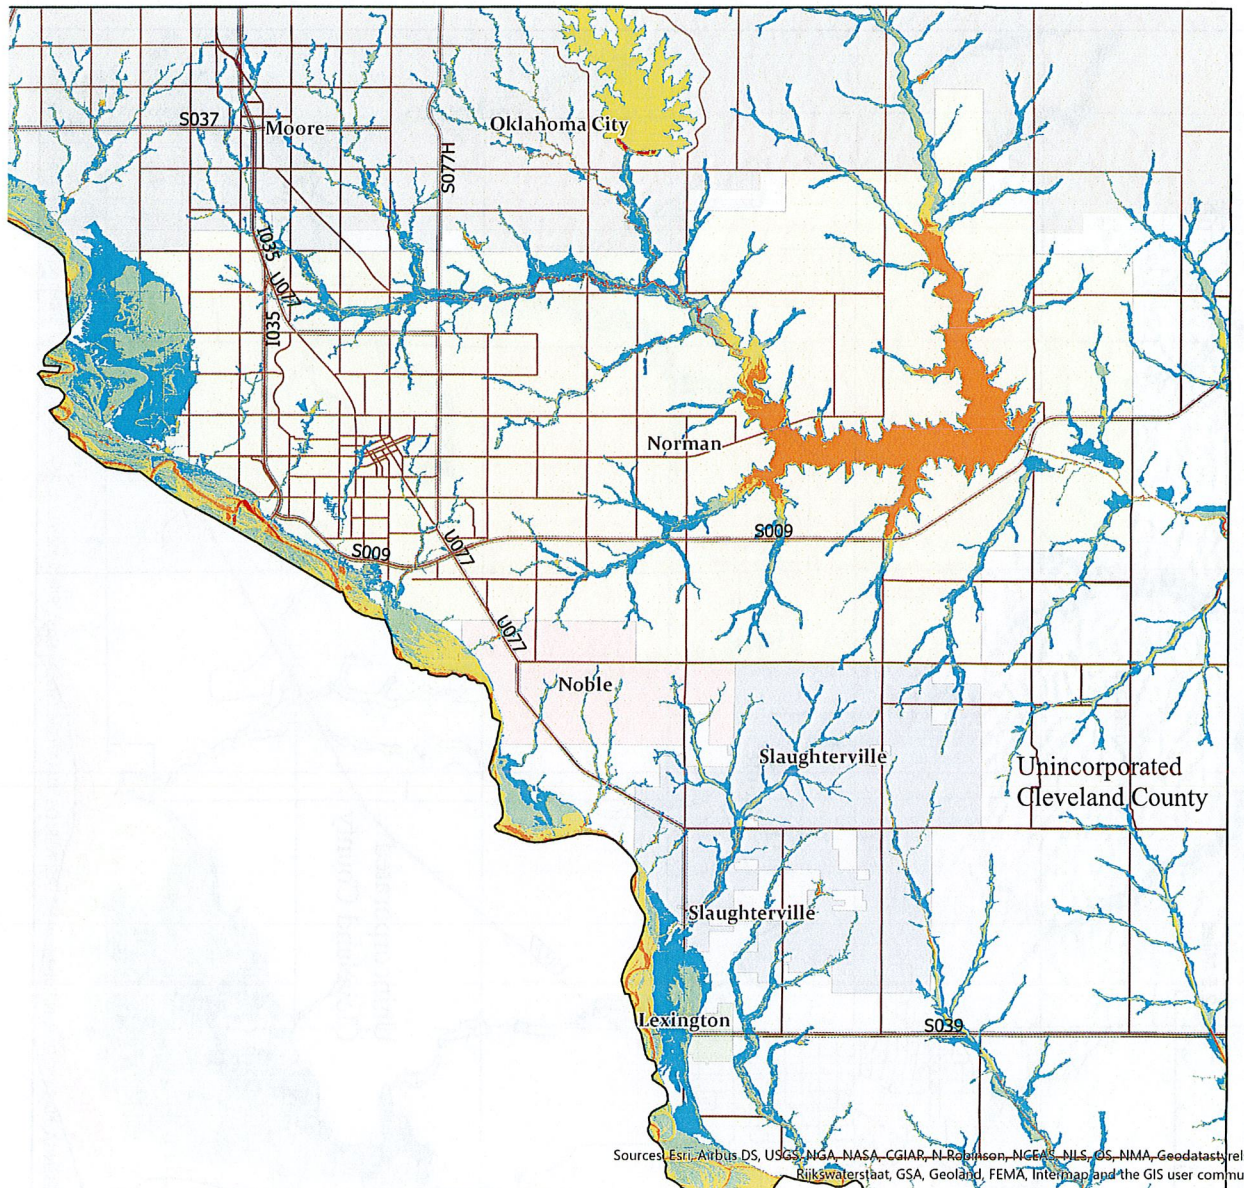 S037
Moore
Oklahoma City
S077H
I035
U077
I035
Norman
S009
S009
U077
U077
Noble
Slaughterville
Unincorporated
Cleveland County
Slaughterville
Lexington
S039
Sources: Esri, Airbus DS, USGS, NGA, NASA, CGIAR, N Robinson, NCEAS, NLS, OS, NMA, Geodatastyrel
Rijkswaterstaat, GSA, Geoland, FEMA, Intermap and the GIS user commu